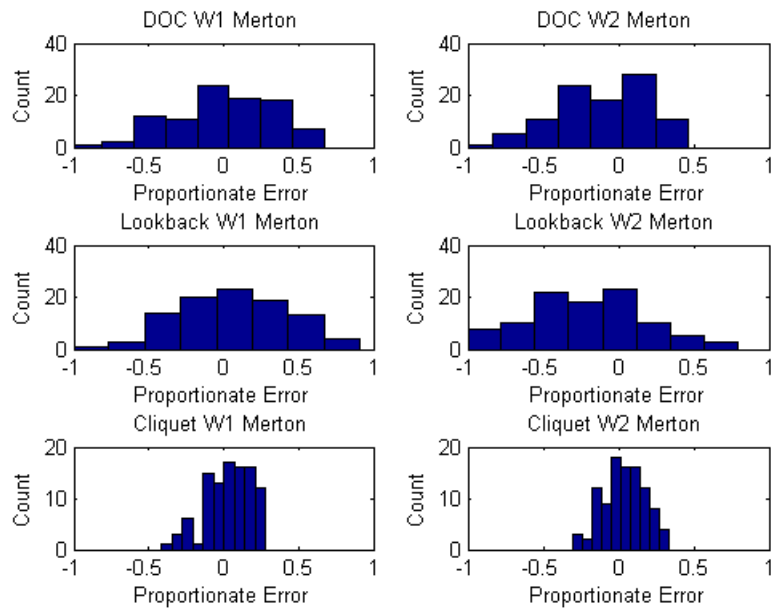 DOC W1 Merton
40
20
0
Count
-1 -0.5 0 0.5 1
Proportionate Error
DOC W2 Merton
40
20
0
Count
-1 -0.5 0 0.5 1
Proportionate Error
Lookback W1 Merton
40
20
0
Count
-1 -0.5 0 0.5 1
Proportionate Error
Lookback W2 Merton
40
20
0
Count
-1 -0.5 0 0.5 1
Proportionate Error
Cliquet W1 Merton
20
10
0
Count
-1 -0.5 0 0.5 1
Proportionate Error
Cliquet W2 Merton
20
10
0
Count
-1 -0.5 0 0.5 1
Proportionate Error